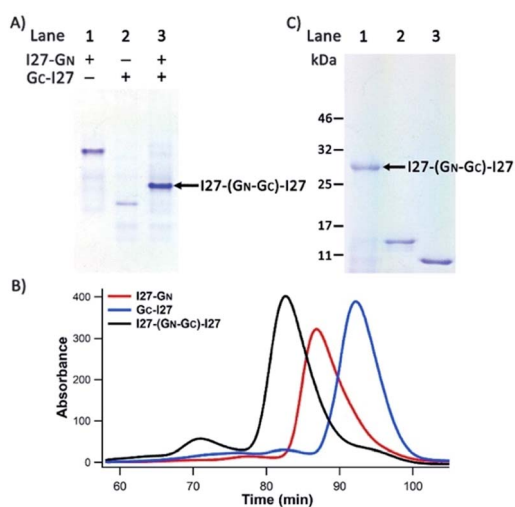 A)
Lane 1 2 3
I27-GN + – +
GC-I27 – + +
I27-(GN-GC)-I27
C)
Lane 1 2 3
kDa
46
32
I27-(GN-GC)-I27
25
17
11
B)
I27-GN
GC-I27
I27-(GN-GC)-I27
Absorbance
400
300
200
100
0
60 70 80 90 100
Time (min)